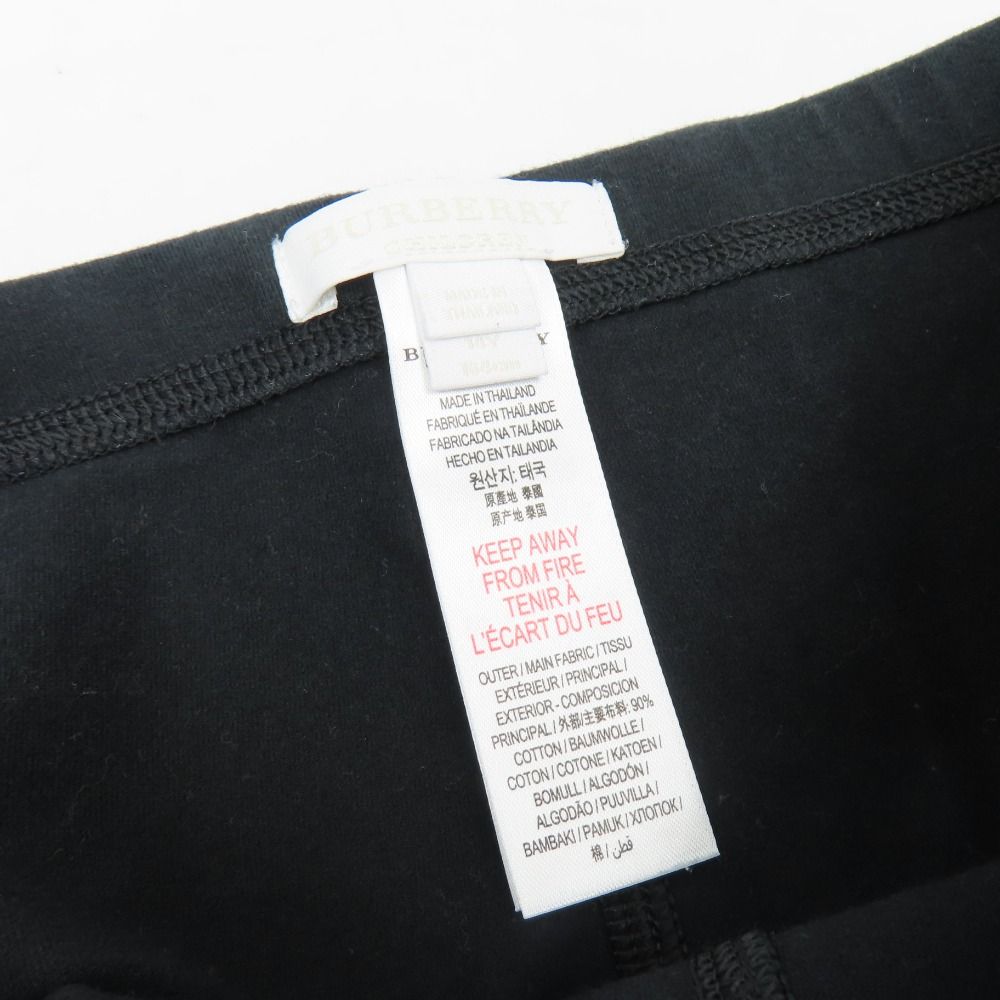 BURBERRY
CHILDREN
MADE IN THAILAND
FABRIQUÉ EN THAÏLANDE
FABRICADO NA TAILÂNDIA
HECHO EN TAILANDIA
원산지: 태국
原產地 泰國
原产地 泰国
KEEP AWAY
FROM FIRE
TENIR À
L'ÉCART DU FEU
OUTER / MAIN FABRIC / TISSU
EXTÉRIEUR / PRINCIPAL /
EXTERIOR - COMPOSICION
PRINCIPAL / 外部/主要布料: 90%
COTTON / BAUMWOLLE /
COTON / COTONE / KATOEN /
BOMULL / ALGODÓN /
ALGODÃO / PUUVILLA /
BAMBAKI / PAMUK / ХЛОПОК /
棉 / قطن